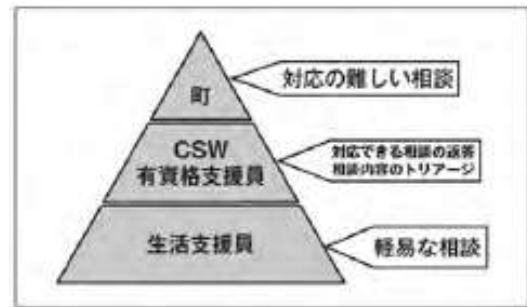 町
対応の難しい相談
CSW
有資格支援員
対応できる相談の返答
相談内容のトリアージ
生活支援員
軽易な相談